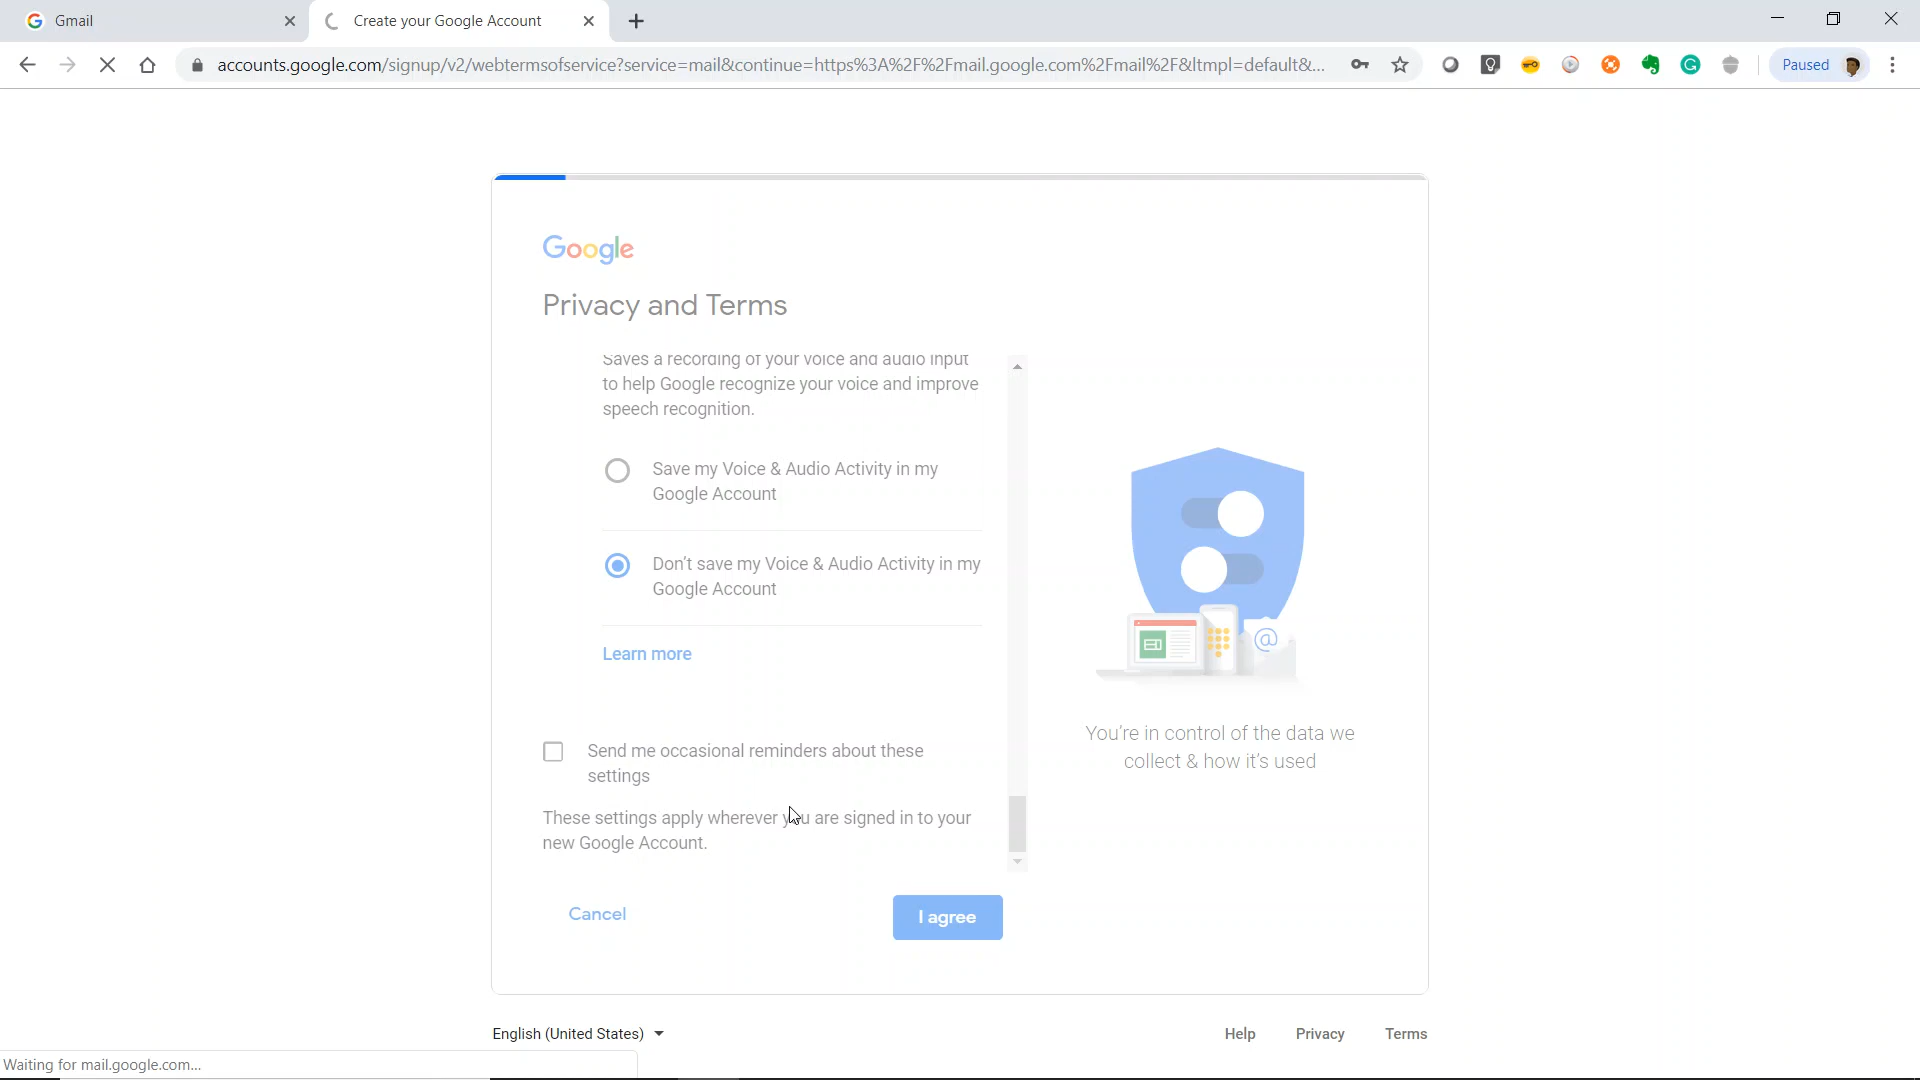 Gmail
Create your Google Account
accounts.google.com/signup/v2/webtermsofservice?service=mail&continue=https%3A%2F%2Fmail.google.com%2Fmail%2F&ltmpl=default&...
Paused
Google
Privacy and Terms
Saves a recording of your voice and audio input
to help Google recognize your voice and improve
speech recognition.
Save my Voice & Audio Activity in my
Google Account
Don't save my Voice & Audio Activity in my
Google Account
Learn more
Send me occasional reminders about these
settings
These settings apply wherever you are signed in to your
new Google Account.
Cancel
I agree
@
You're in control of the data we
collect & how it's used
English (United States)
Help Privacy Terms
Waiting for mail.google.com...